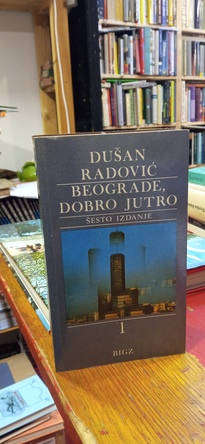 DUŠAN
RADOVIĆ
BEOGRADE,
DOBRO JUTRO
ŠESTO IZDANJE
1
BIGZ